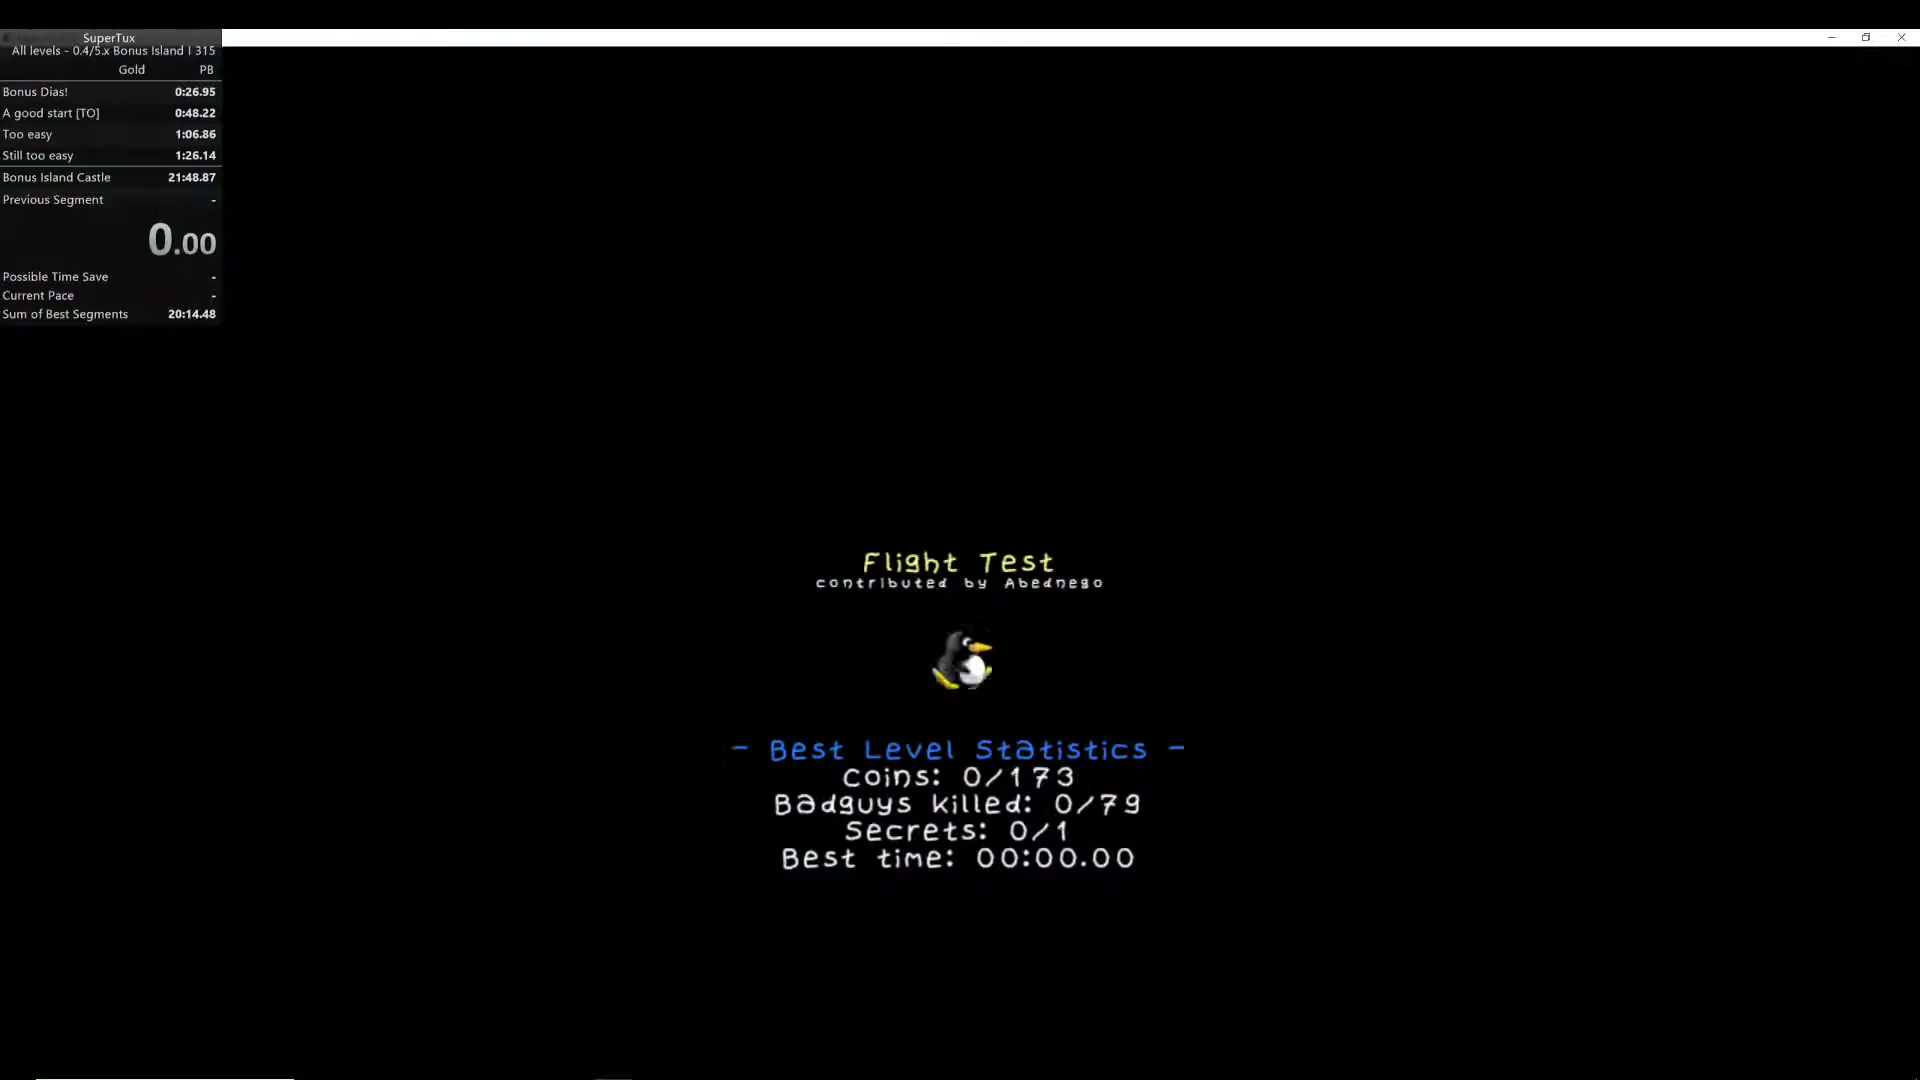 SuperTux
All levels - 0.4/5.x Bonus Island | 315
Gold PB
Bonus Dias! 0:26.95
A good start [TO] 0:48.22
Too easy 1:06.86
Still too easy 1:26.14
Bonus Island Castle 21:48.87
Previous Segment -
0.00
Possible Time Save -
Current Pace -
Sum of Best Segments 20:14.48
Flight Test
contributed by Abednego
- Best Level Statistics -
Coins: 0/173
Badguys killed: 0/79
Secrets: 0/1
Best time: 00:00.00